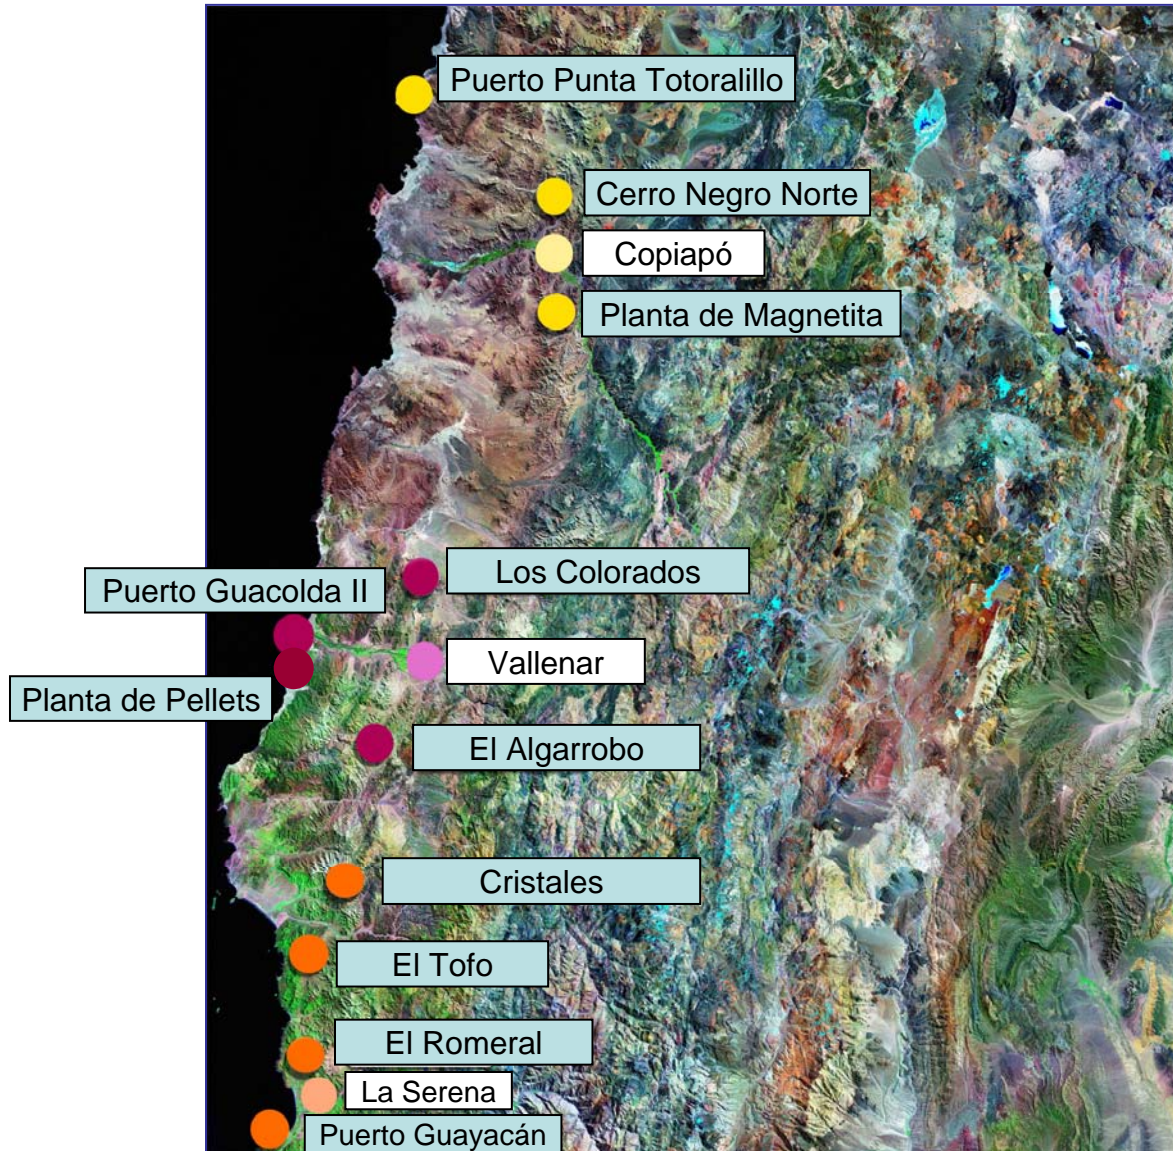 Puerto Punta Totoralillo
Cerro Negro Norte
Copiapó
Planta de Magnetita
Los Colorados
Puerto Guacolda II
Vallenar
Planta de Pellets
El Algarrobo
Cristales
El Tofo
El Romeral
La Serena
Puerto Guayacán